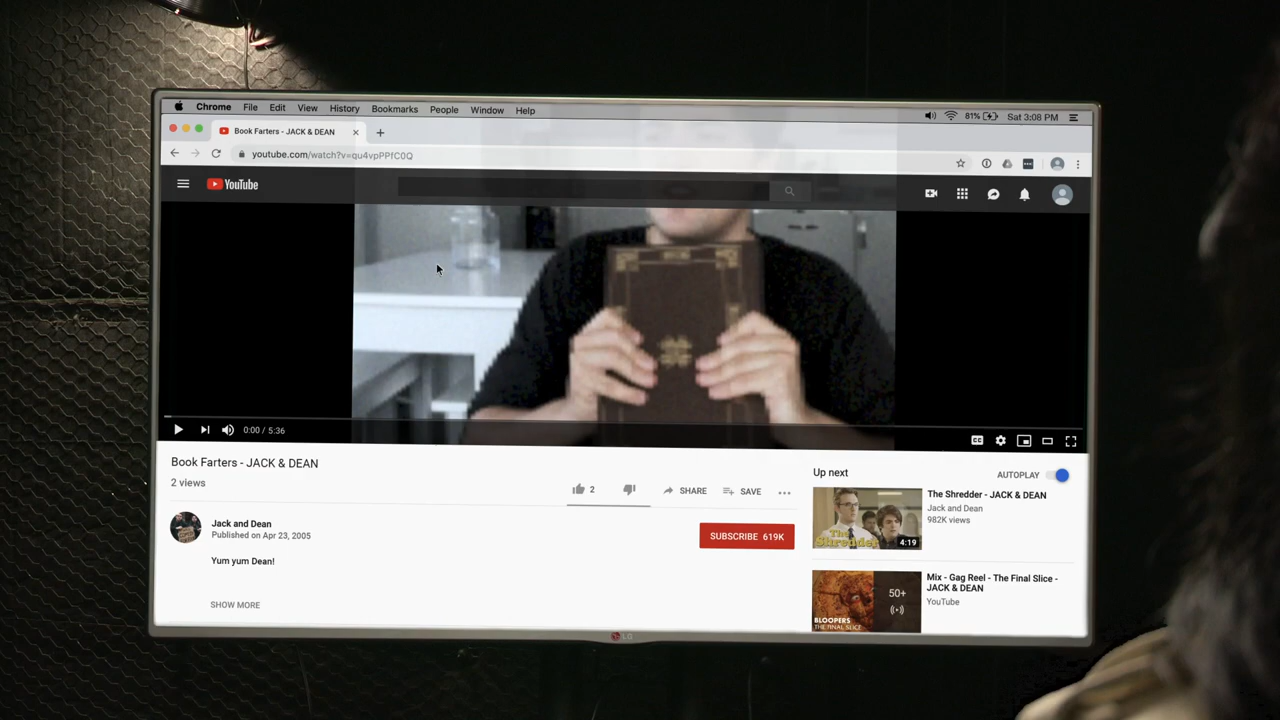 Chrome File Edit View History Bookmarks People Window Help
81% Sat 3:08 PM
Book Farters - JACK & DEAN
youtube.com/watch?v=qu4vpPPfC0Q
YouTube
0:00 / 5:36
CC
Book Farters - JACK & DEAN
2 views
2 SHARE SAVE
Jack and Dean
Published on Apr 23, 2005
SUBSCRIBE 619K
Yum yum Dean!
SHOW MORE
Up next AUTOPLAY
The Shredder
4:19
The Shredder - JACK & DEAN
Jack and Dean
982K views
50+
BLOOPERS
THE FINAL SLICE
Mix - Gag Reel - The Final Slice -
JACK & DEAN
YouTube
LG